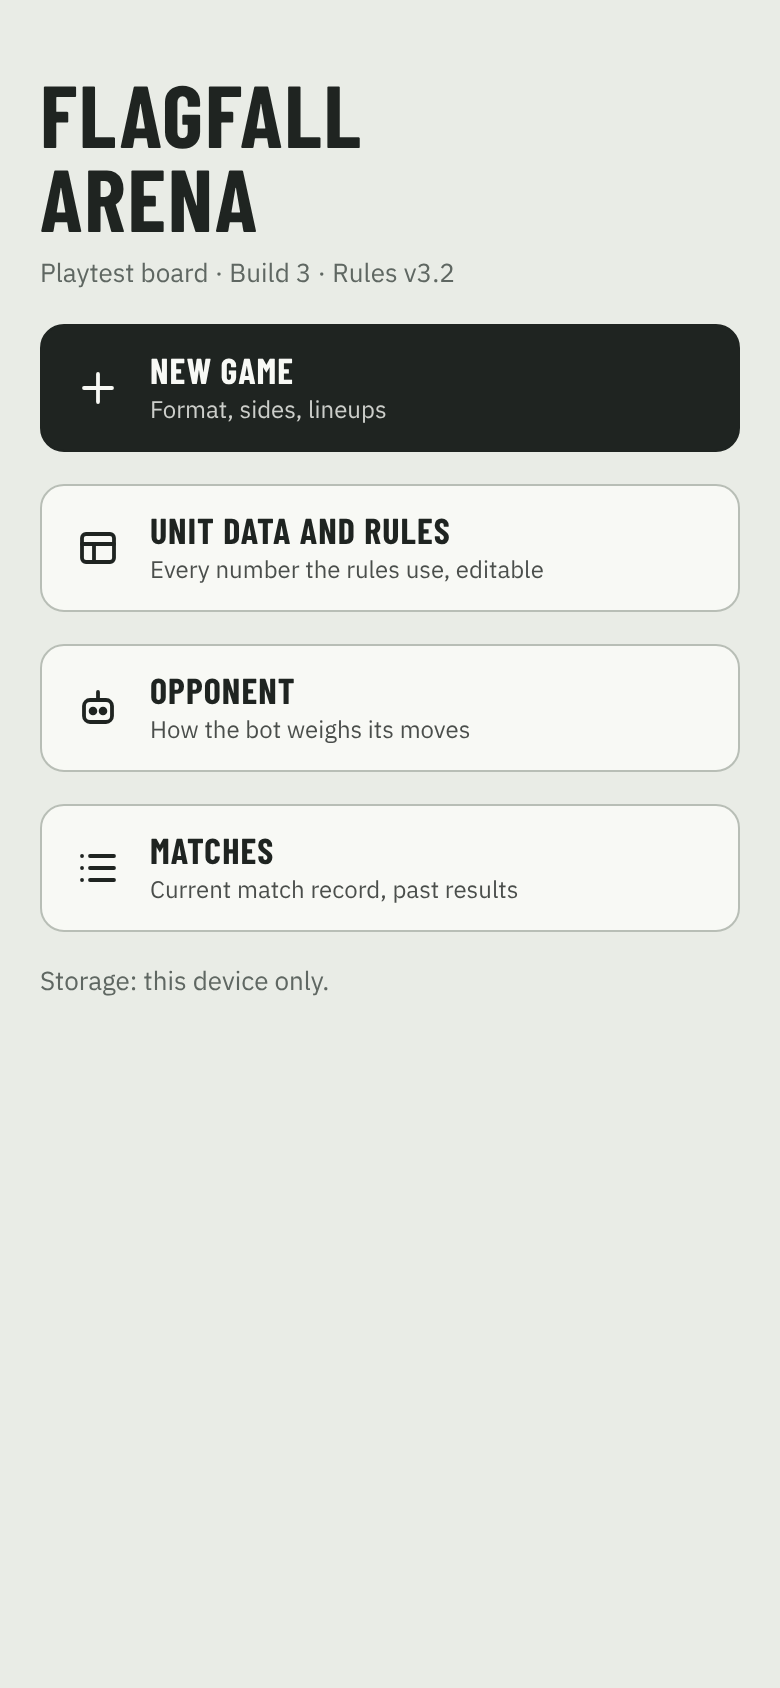 FLAGFALL
ARENA
Playtest board · Build 3 · Rules v3.2
NEW GAME
Format, sides, lineups
UNIT DATA AND RULES
Every number the rules use, editable
OPPONENT
How the bot weighs its moves
MATCHES
Current match record, past results
Storage: this device only.